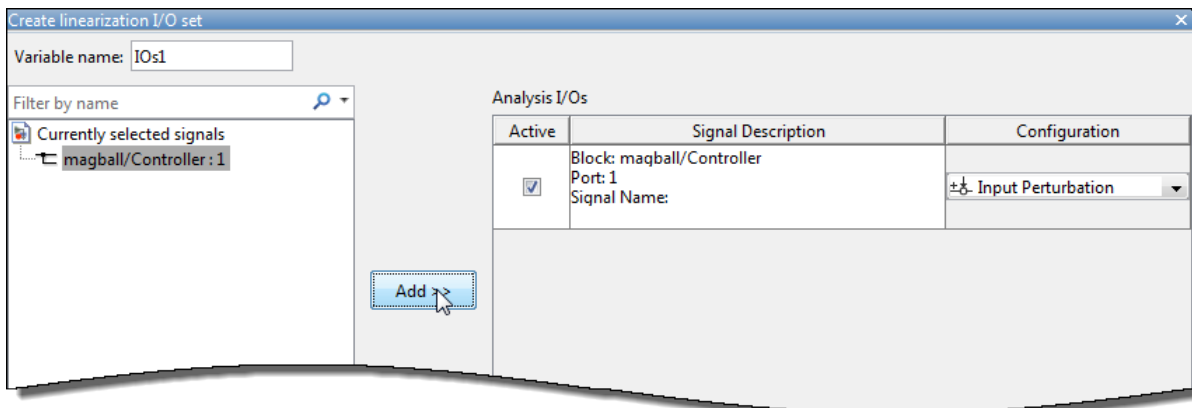 Create linearization I/O set
Variable name: IOs1
Filter by name
Currently selected signals
magball/Controller : 1
Add >>
Analysis I/Os
Active Signal Description Configuration
Block: magball/Controller
Port: 1
Signal Name:
Input Perturbation